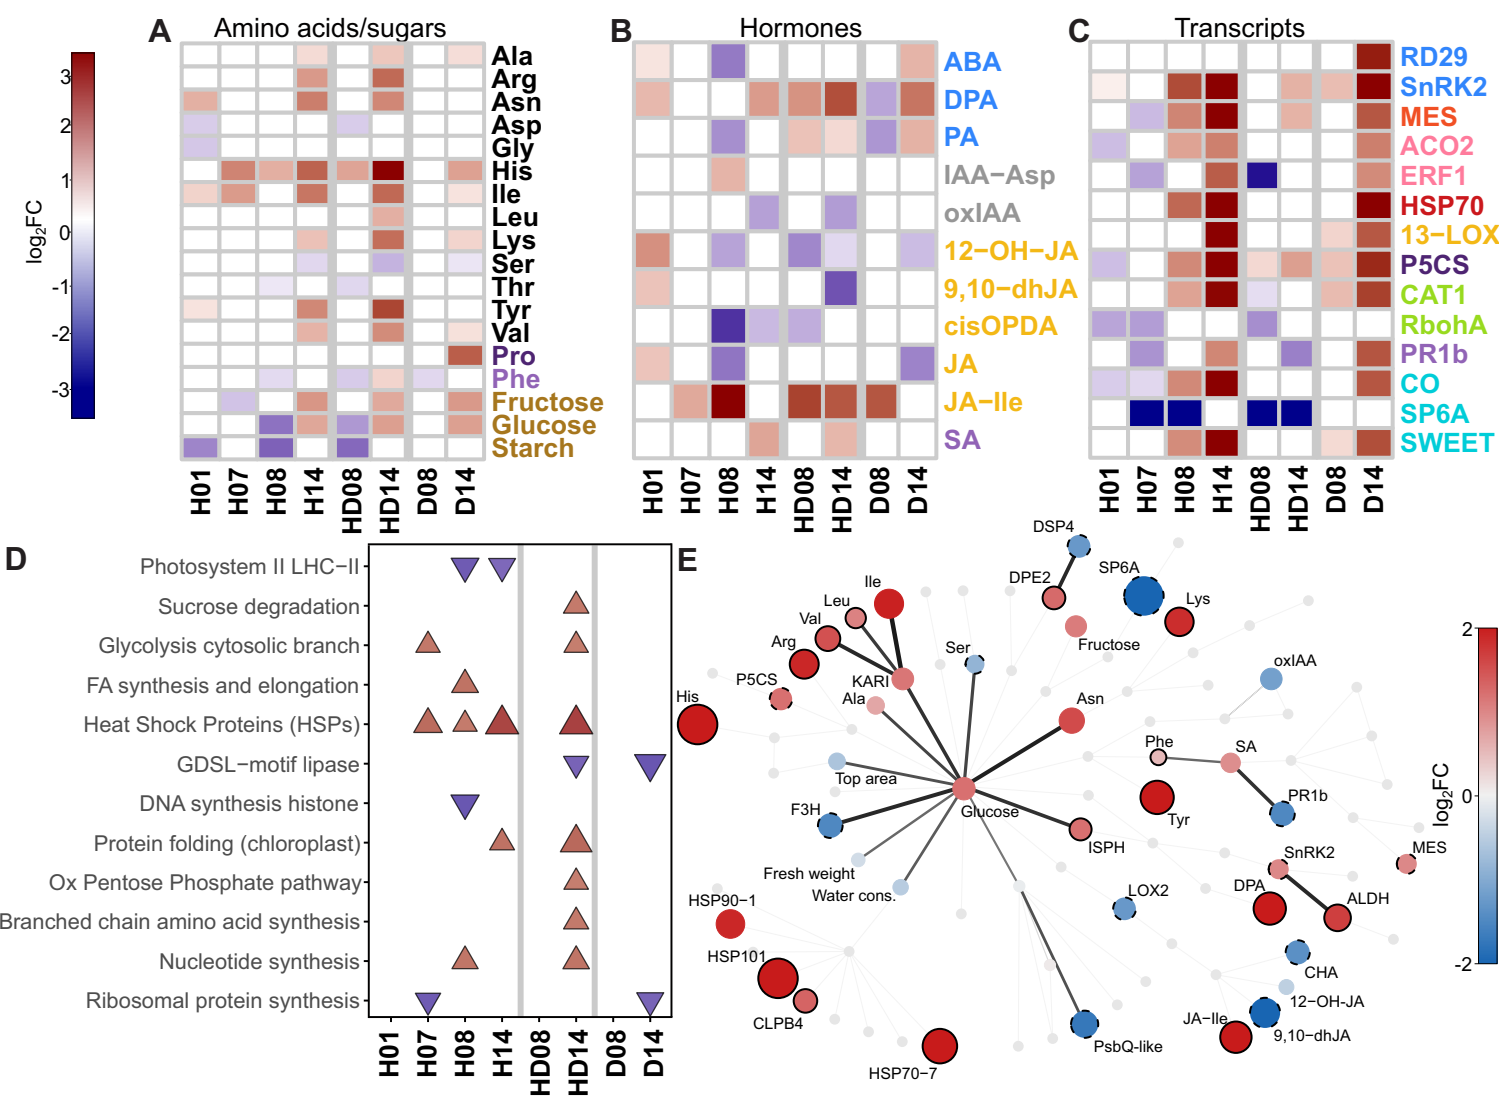 A Amino acids/sugars
3
2
1
0
-1
-2
-3
log2FC
Ala
Arg
Asn
Asp
Gly
His
Ile
Leu
Lys
Ser
Thr
Tyr
Val
Pro
Phe
Fructose
Glucose
Starch
H01 H07 H08 H14 HD08 HD14 D08 D14
B Hormones
ABA
DPA
PA
IAA−Asp
oxIAA
12−OH−JA
9,10−dhJA
cisOPDA
JA
JA−Ile
SA
H01 H07 H08 H14 HD08 HD14 D08 D14
C Transcripts
RD29
SnRK2
MES
ACO2
ERF1
HSP70
13−LOX
P5CS
CAT1
RbohA
PR1b
CO
SP6A
SWEET
H01 H07 H08 H14 HD08 HD14 D08 D14
D
Photosystem II LHC−II
Sucrose degradation
Glycolysis cytosolic branch
FA synthesis and elongation
Heat Shock Proteins (HSPs)
GDSL−motif lipase
DNA synthesis histone
Protein folding (chloroplast)
Ox Pentose Phosphate pathway
Branched chain amino acid synthesis
Nucleotide synthesis
Ribosomal protein synthesis
H01 H07 H08 H14 HD08 HD14 D08 D14
E
DSP4
DPE2
SP6A
Lys
Fructose
Ile
Leu
Val
Arg
KARI
Ser
P5CS
Ala
His
Asn
oxIAA
Phe
SA
Top area
Glucose
Tyr
PR1b
F3H
ISPH
Fresh weight
Water cons.
SnRK2
MES
HSP90−1
LOX2
DPA
ALDH
HSP101
CLPB4
CHA
12−OH−JA
JA−Ile
9,10−dhJA
PsbQ−like
HSP70−7
2
0
-2
log2FC